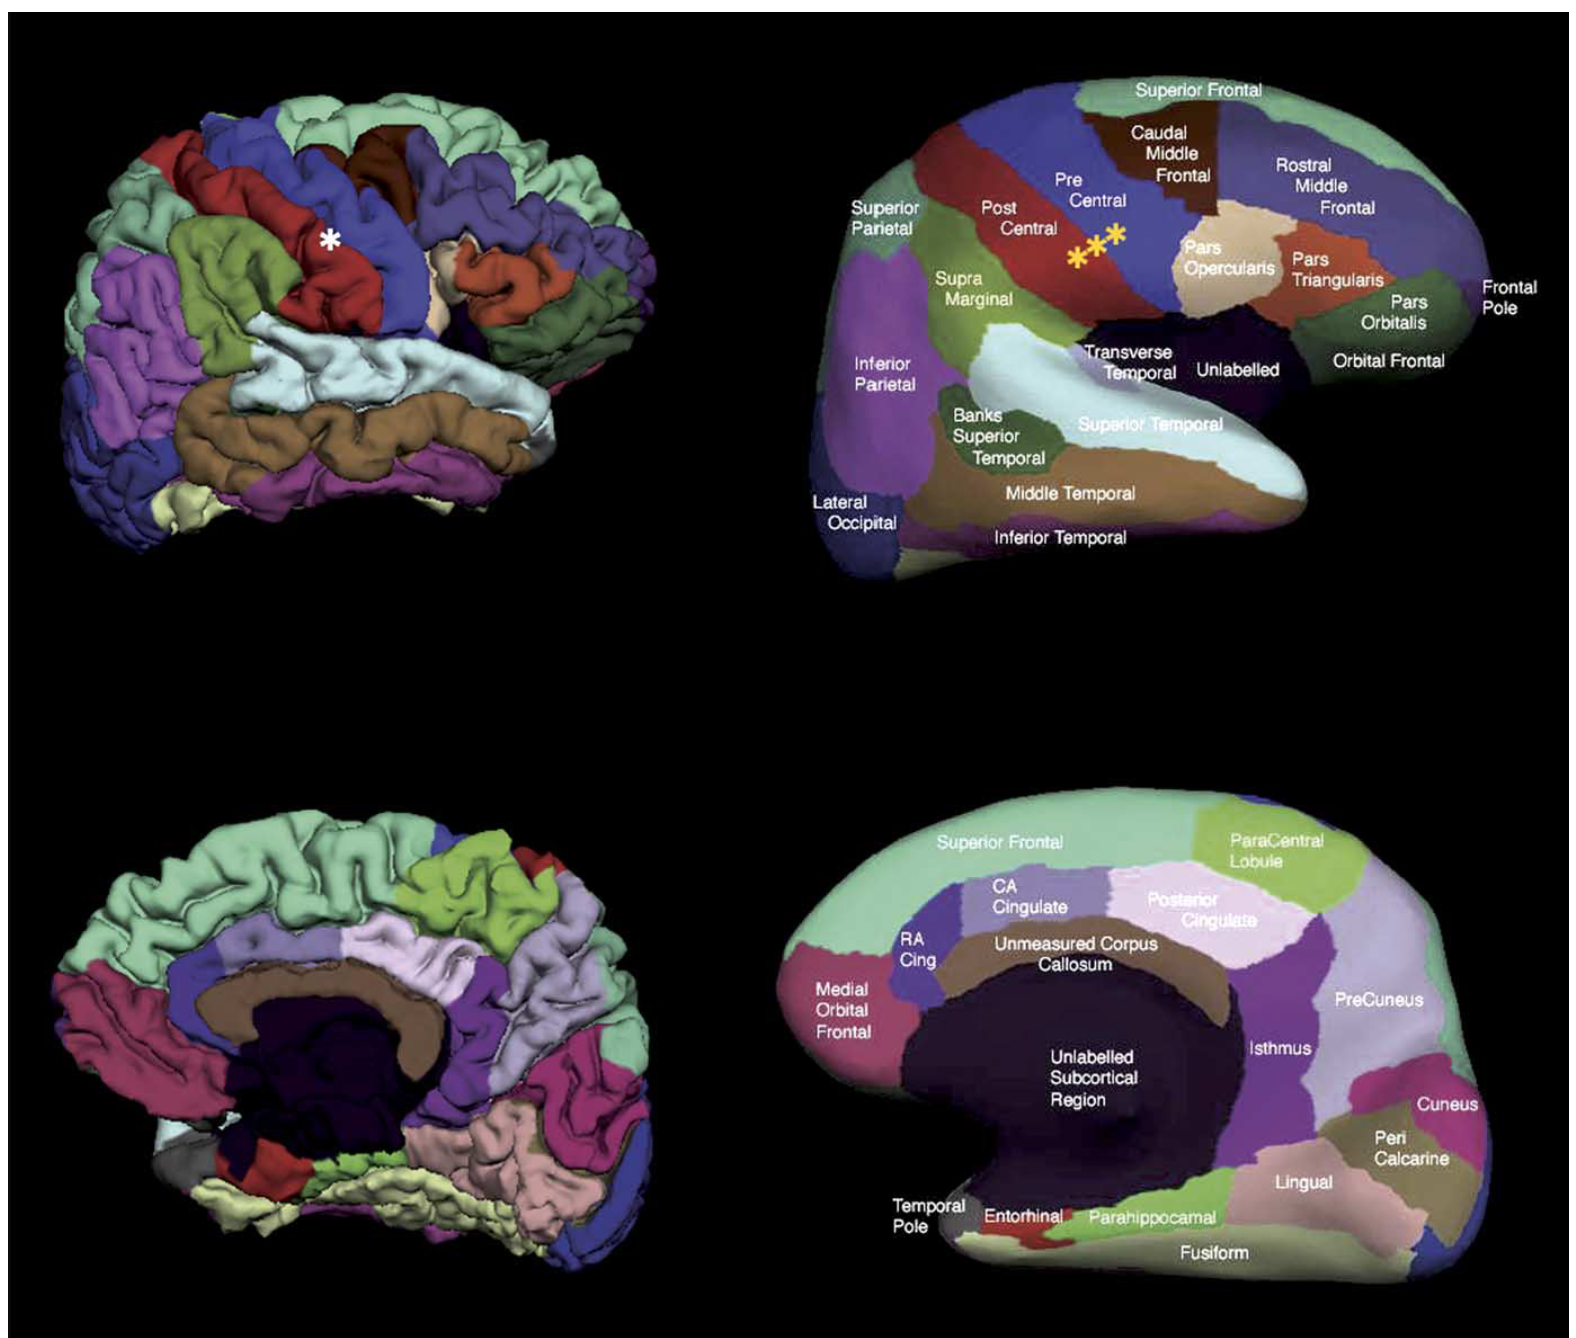 Superior Frontal
Caudal
Middle
Frontal
Rostral
Middle
Frontal
Pre
Central
Post
Central
Superior
Parietal
Pars
Opercularis
Pars
Triangularis
Supra
Marginal
Frontal
Pole
Pars
Orbitalis
Orbital Frontal
Transverse
Temporal
Unlabelled
Inferior
Parietal
Banks
Superior
Temporal
Superior Temporal
Middle Temporal
Lateral
Occipital
Inferior Temporal
Superior Frontal
ParaCentral
Lobule
CA
Cingulate
Posterior
Cingulate
RA
Cing
Unmeasured Corpus
Callosum
Medial
Orbital
Frontal
PreCuneus
Isthmus
Unlabelled
Subcortical
Region
Cuneus
Peri
Calcarine
Lingual
Temporal
Pole
Entorhinal
Parahippocamal
Fusiform